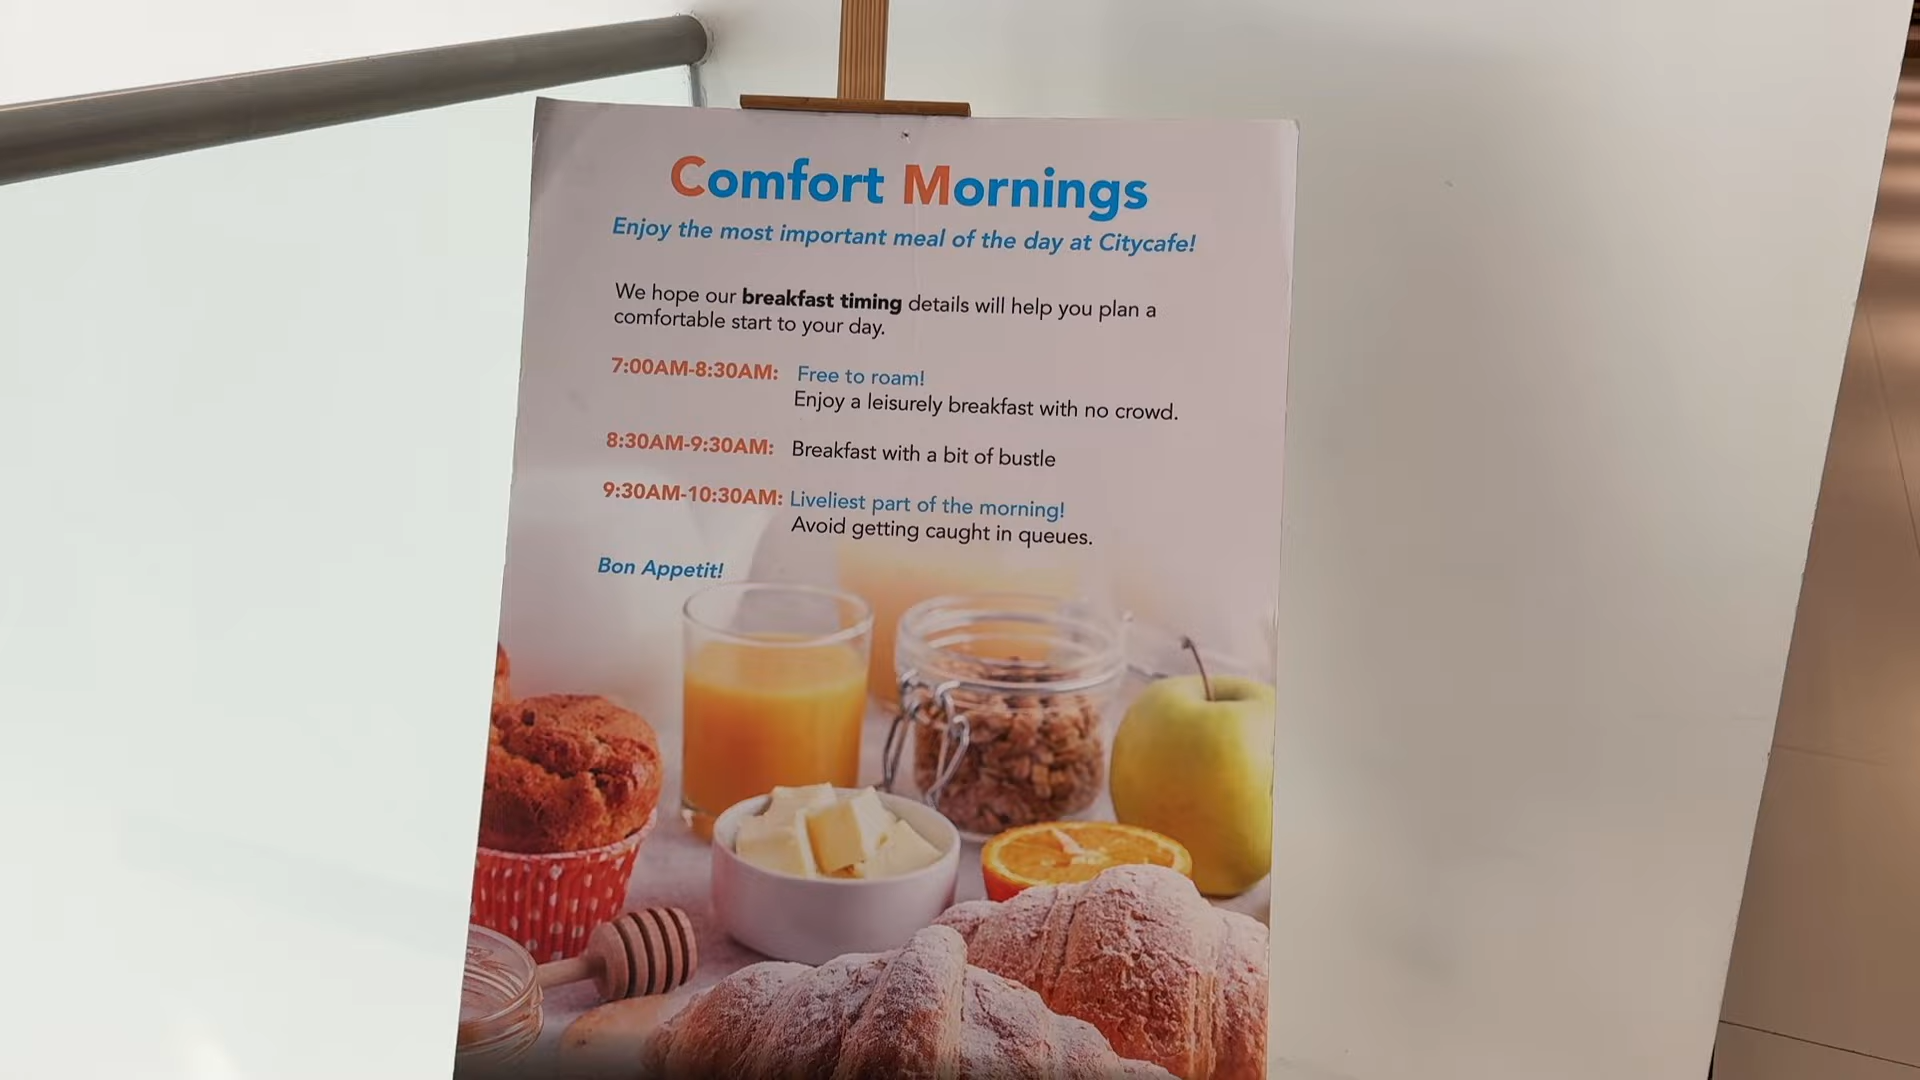 Comfort Mornings
Enjoy the most important meal of the day at Citycafe!
We hope our breakfast timing details will help you plan a
comfortable start to your day.
7:00AM-8:30AM: Free to roam!
Enjoy a leisurely breakfast with no crowd.
8:30AM-9:30AM: Breakfast with a bit of bustle
9:30AM-10:30AM: Liveliest part of the morning!
Avoid getting caught in queues.
Bon Appetit!